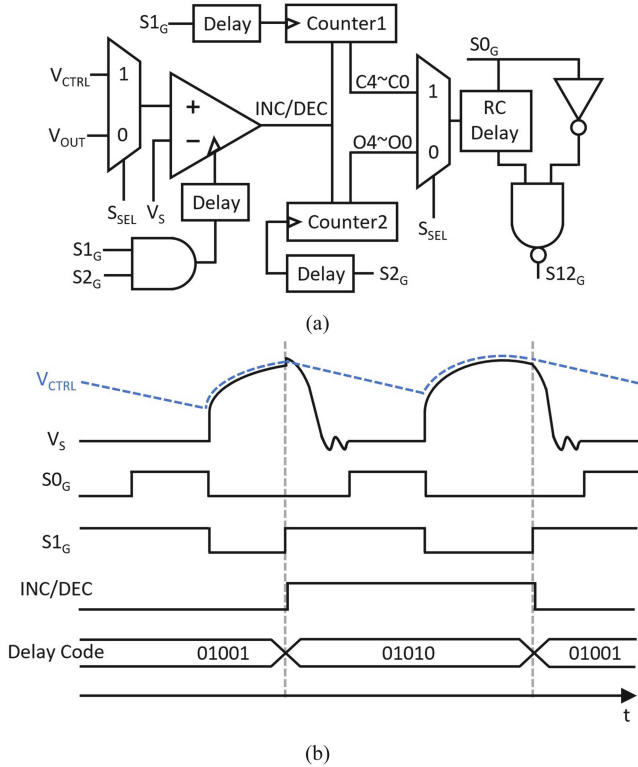 S1G Delay Counter1
S0G
VCTRL 1
INC/DEC C4~C0 1 RC Delay
VOUT 0
O4~O0 0
+
−
Delay
SSEL VS Counter2 SSEL
S1G
S2G
Delay S2G S12G
(a)
VCTRL
VS
S0G
S1G
INC/DEC
Delay Code 01001 01010 01001
t
(b)